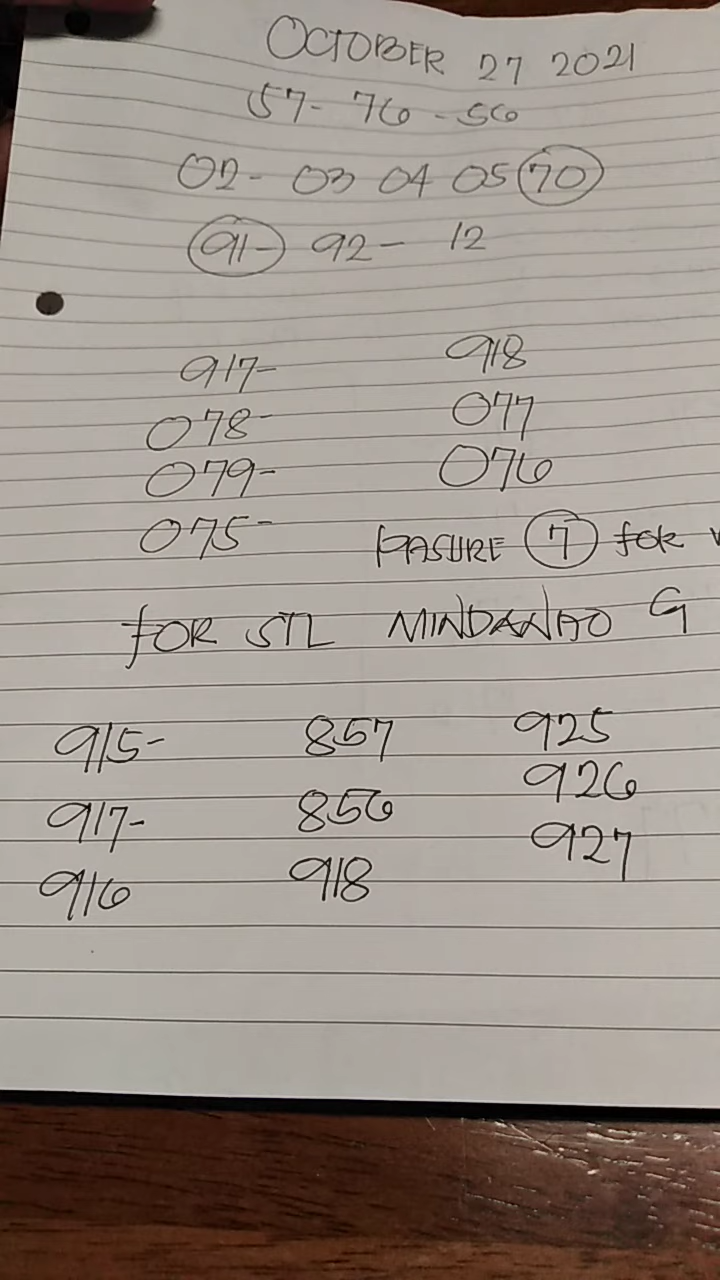 OCTOBER 27 2021
57- 76 - 56
02- 03 04 05 70
91- 92- 12
917- 918
078- 077
079- 076
075-
PASURE 7 FOR
FOR STL MINDANAO G
915- 857 925
926
917- 856
927
916 918